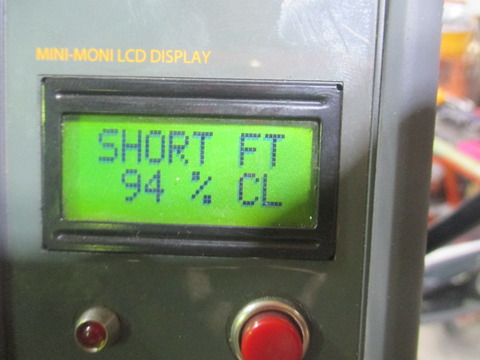 MINI-MONI LCD DISPLAY
SHORT FT
94 % CL